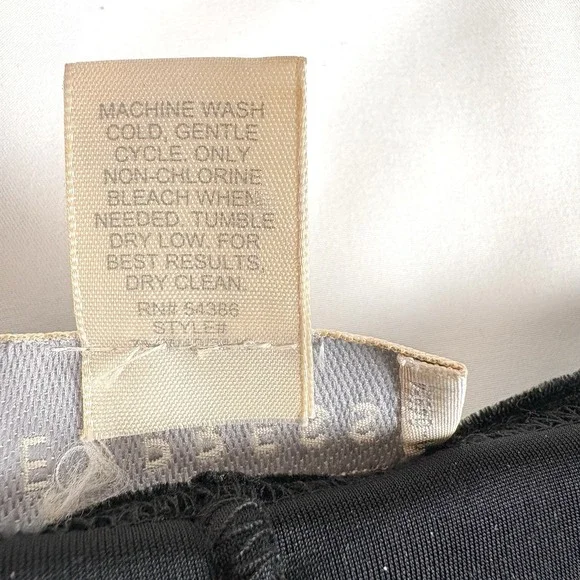 MACHINE WASH
COLD, GENTLE
CYCLE. ONLY
NON-CHLORINE
BLEACH WHEN
NEEDED. TUMBLE
DRY LOW. FOR
BEST RESULTS,
DRY CLEAN.
RN# 54366
STYLE#